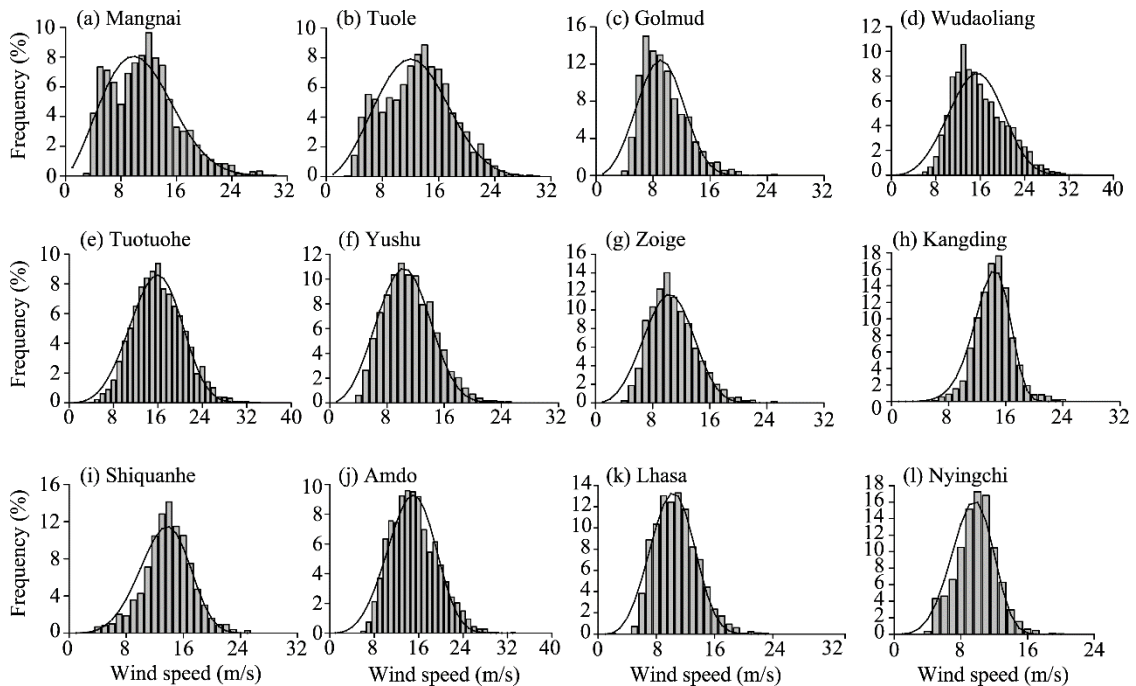 (a) Mangnai
(b) Tuole
(c) Golmud
(d) Wudaoliang
Frequency (%)
10
8
6
4
2
0
0 8 16 24 32
10
8
6
4
2
0
0 8 16 24 32
16
12
8
4
0
0 8 16 24 32
12
10
8
6
4
2
0
0 8 16 24 32 40
(e) Tuotuohe
(f) Yushu
(g) Zoige
(h) Kangding
Frequency (%)
10
8
6
4
2
0
0 8 16 24 32 40
12
10
8
6
4
2
0
0 8 16 24 32
16
14
12
10
8
6
4
2
0
0 8 16 24 32
18
16
14
12
10
8
6
4
2
0
0 8 16 24 32
(i) Shiquanhe
(j) Amdo
(k) Lhasa
(l) Nyingchi
Frequency (%)
16
12
8
4
0
0 8 16 24 32
10
8
6
4
2
0
0 8 16 24 32 40
14
12
10
8
6
4
2
0
0 8 16 24 32
18
16
14
12
10
8
6
4
2
0
0 8 16 24
Wind speed (m/s)
Wind speed (m/s)
Wind speed (m/s)
Wind speed (m/s)